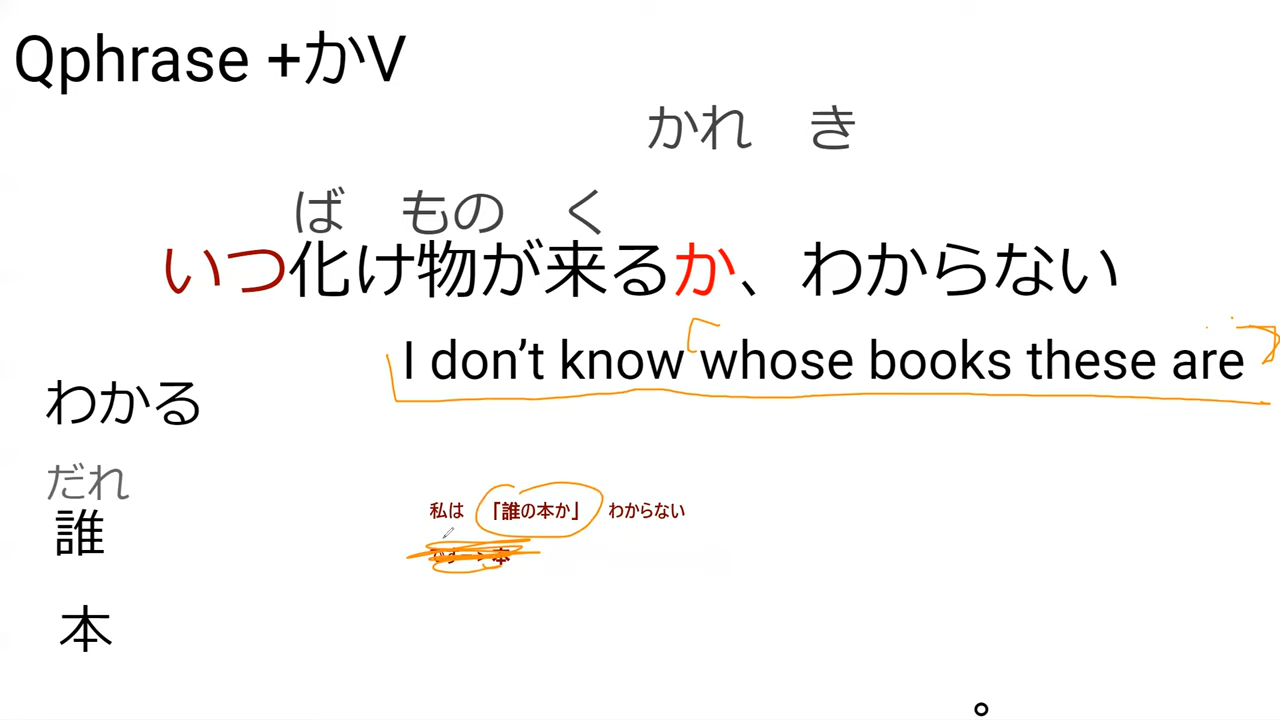 Qphrase +かV
かれ き
ば もの く
いつ化け物が来るか、わからない
I don't know whose books these are
わかる
だれ
誰
本
私は 「誰の本か」 わからない
本
。